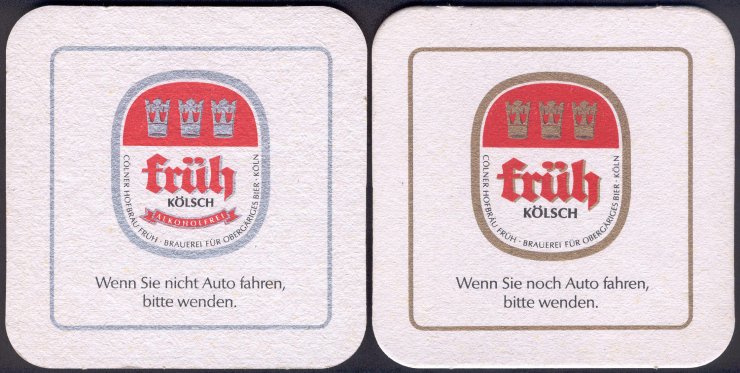 früh
KÖLSCH
ALKOHOLFREI
CÖLNER HOFBRÄU FRÜH · BRAUEREI FÜR OBERGÄRIGES BIER · KÖLN
Wenn Sie nicht Auto fahren,
bitte wenden.
früh
KÖLSCH
CÖLNER HOFBRÄU FRÜH · BRAUEREI FÜR OBERGÄRIGES BIER · KÖLN
Wenn Sie noch Auto fahren,
bitte wenden.